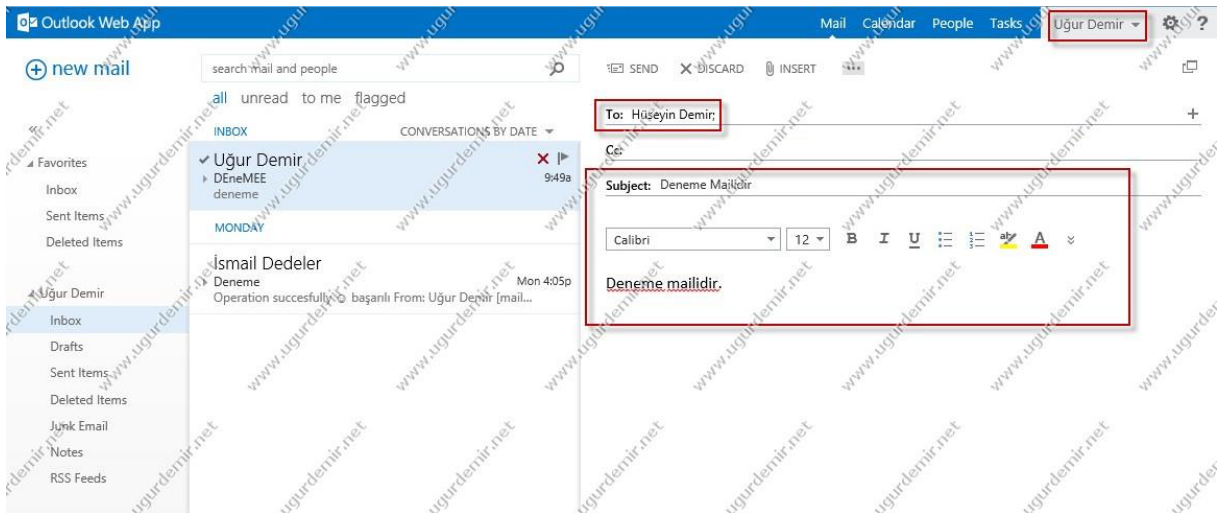 Outlook Web App
Mail Calendar People Tasks Uğur Demir ?
new mail
search mail and people
all unread to me flagged
INBOX CONVERSATIONS BY DATE
Favorites
Inbox
Sent Items
Deleted Items
Uğur Demir
Inbox
Drafts
Sent Items
Deleted Items
Junk Email
Notes
RSS Feeds
Uğur Demir
DEneMEE 9:49a
deneme
MONDAY
İsmail Dedeler
Deneme Mon 4:05p
Operation succesfully☺ başarılı From: Uğur Demir [mail...
SEND DISCARD INSERT ...
To: Hüseyin Demir;
Cc:
Subject: Deneme Mailidir
Calibri 12 B I U ab A
Deneme mailidir.
www.ugurdemir.net